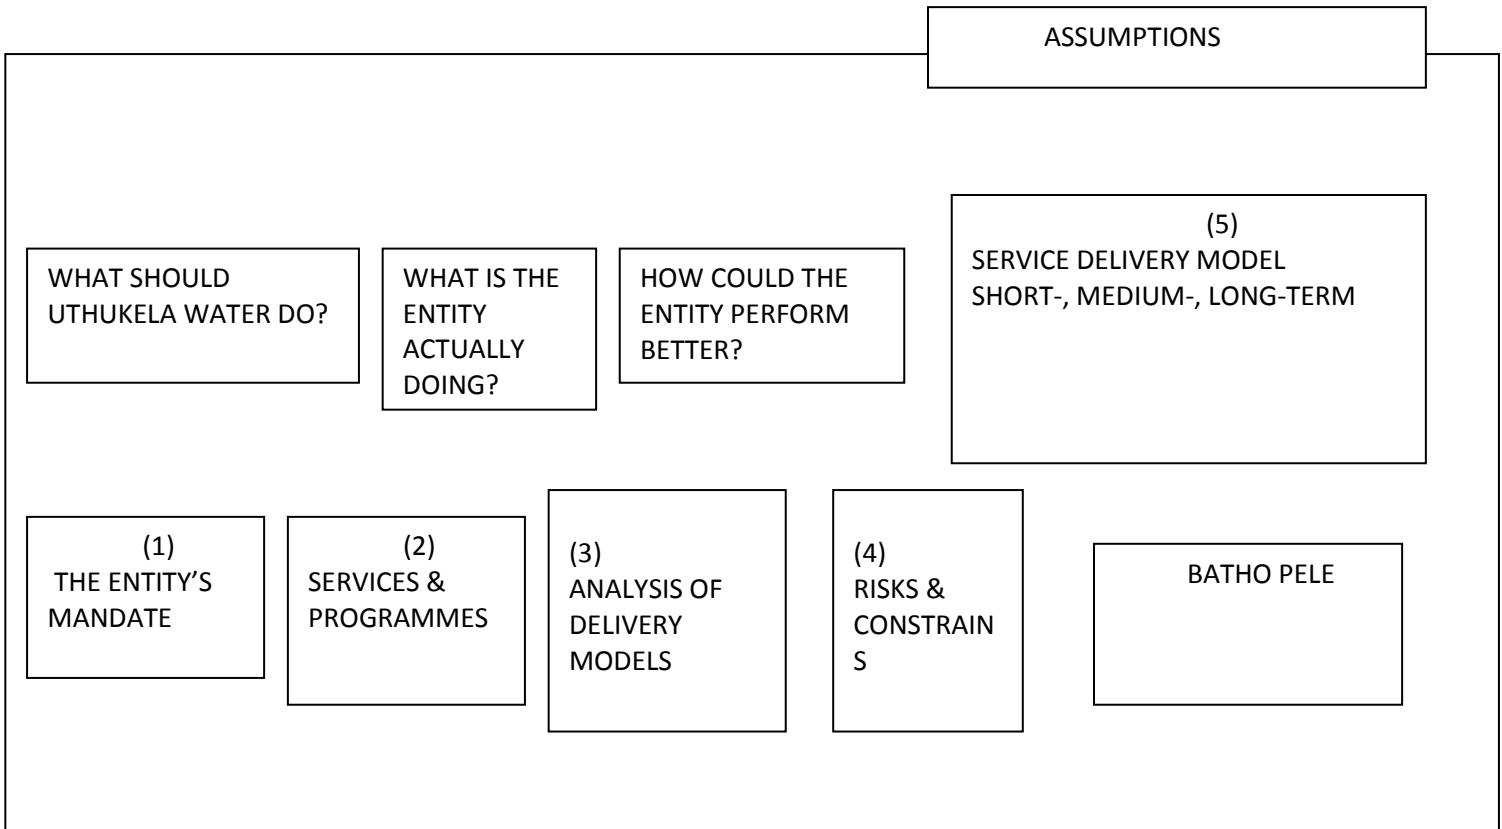 ASSUMPTIONS
WHAT SHOULD
UTHUKELA WATER DO?
WHAT IS THE
ENTITY
ACTUALLY
DOING?
HOW COULD THE
ENTITY PERFORM
BETTER?
(5)
SERVICE DELIVERY MODEL
SHORT-, MEDIUM-, LONG-TERM
(1)
THE ENTITY’S
MANDATE
(2)
SERVICES &
PROGRAMMES
(3)
ANALYSIS OF
DELIVERY
MODELS
(4)
RISKS &
CONSTRAIN
S
BATHO PELE